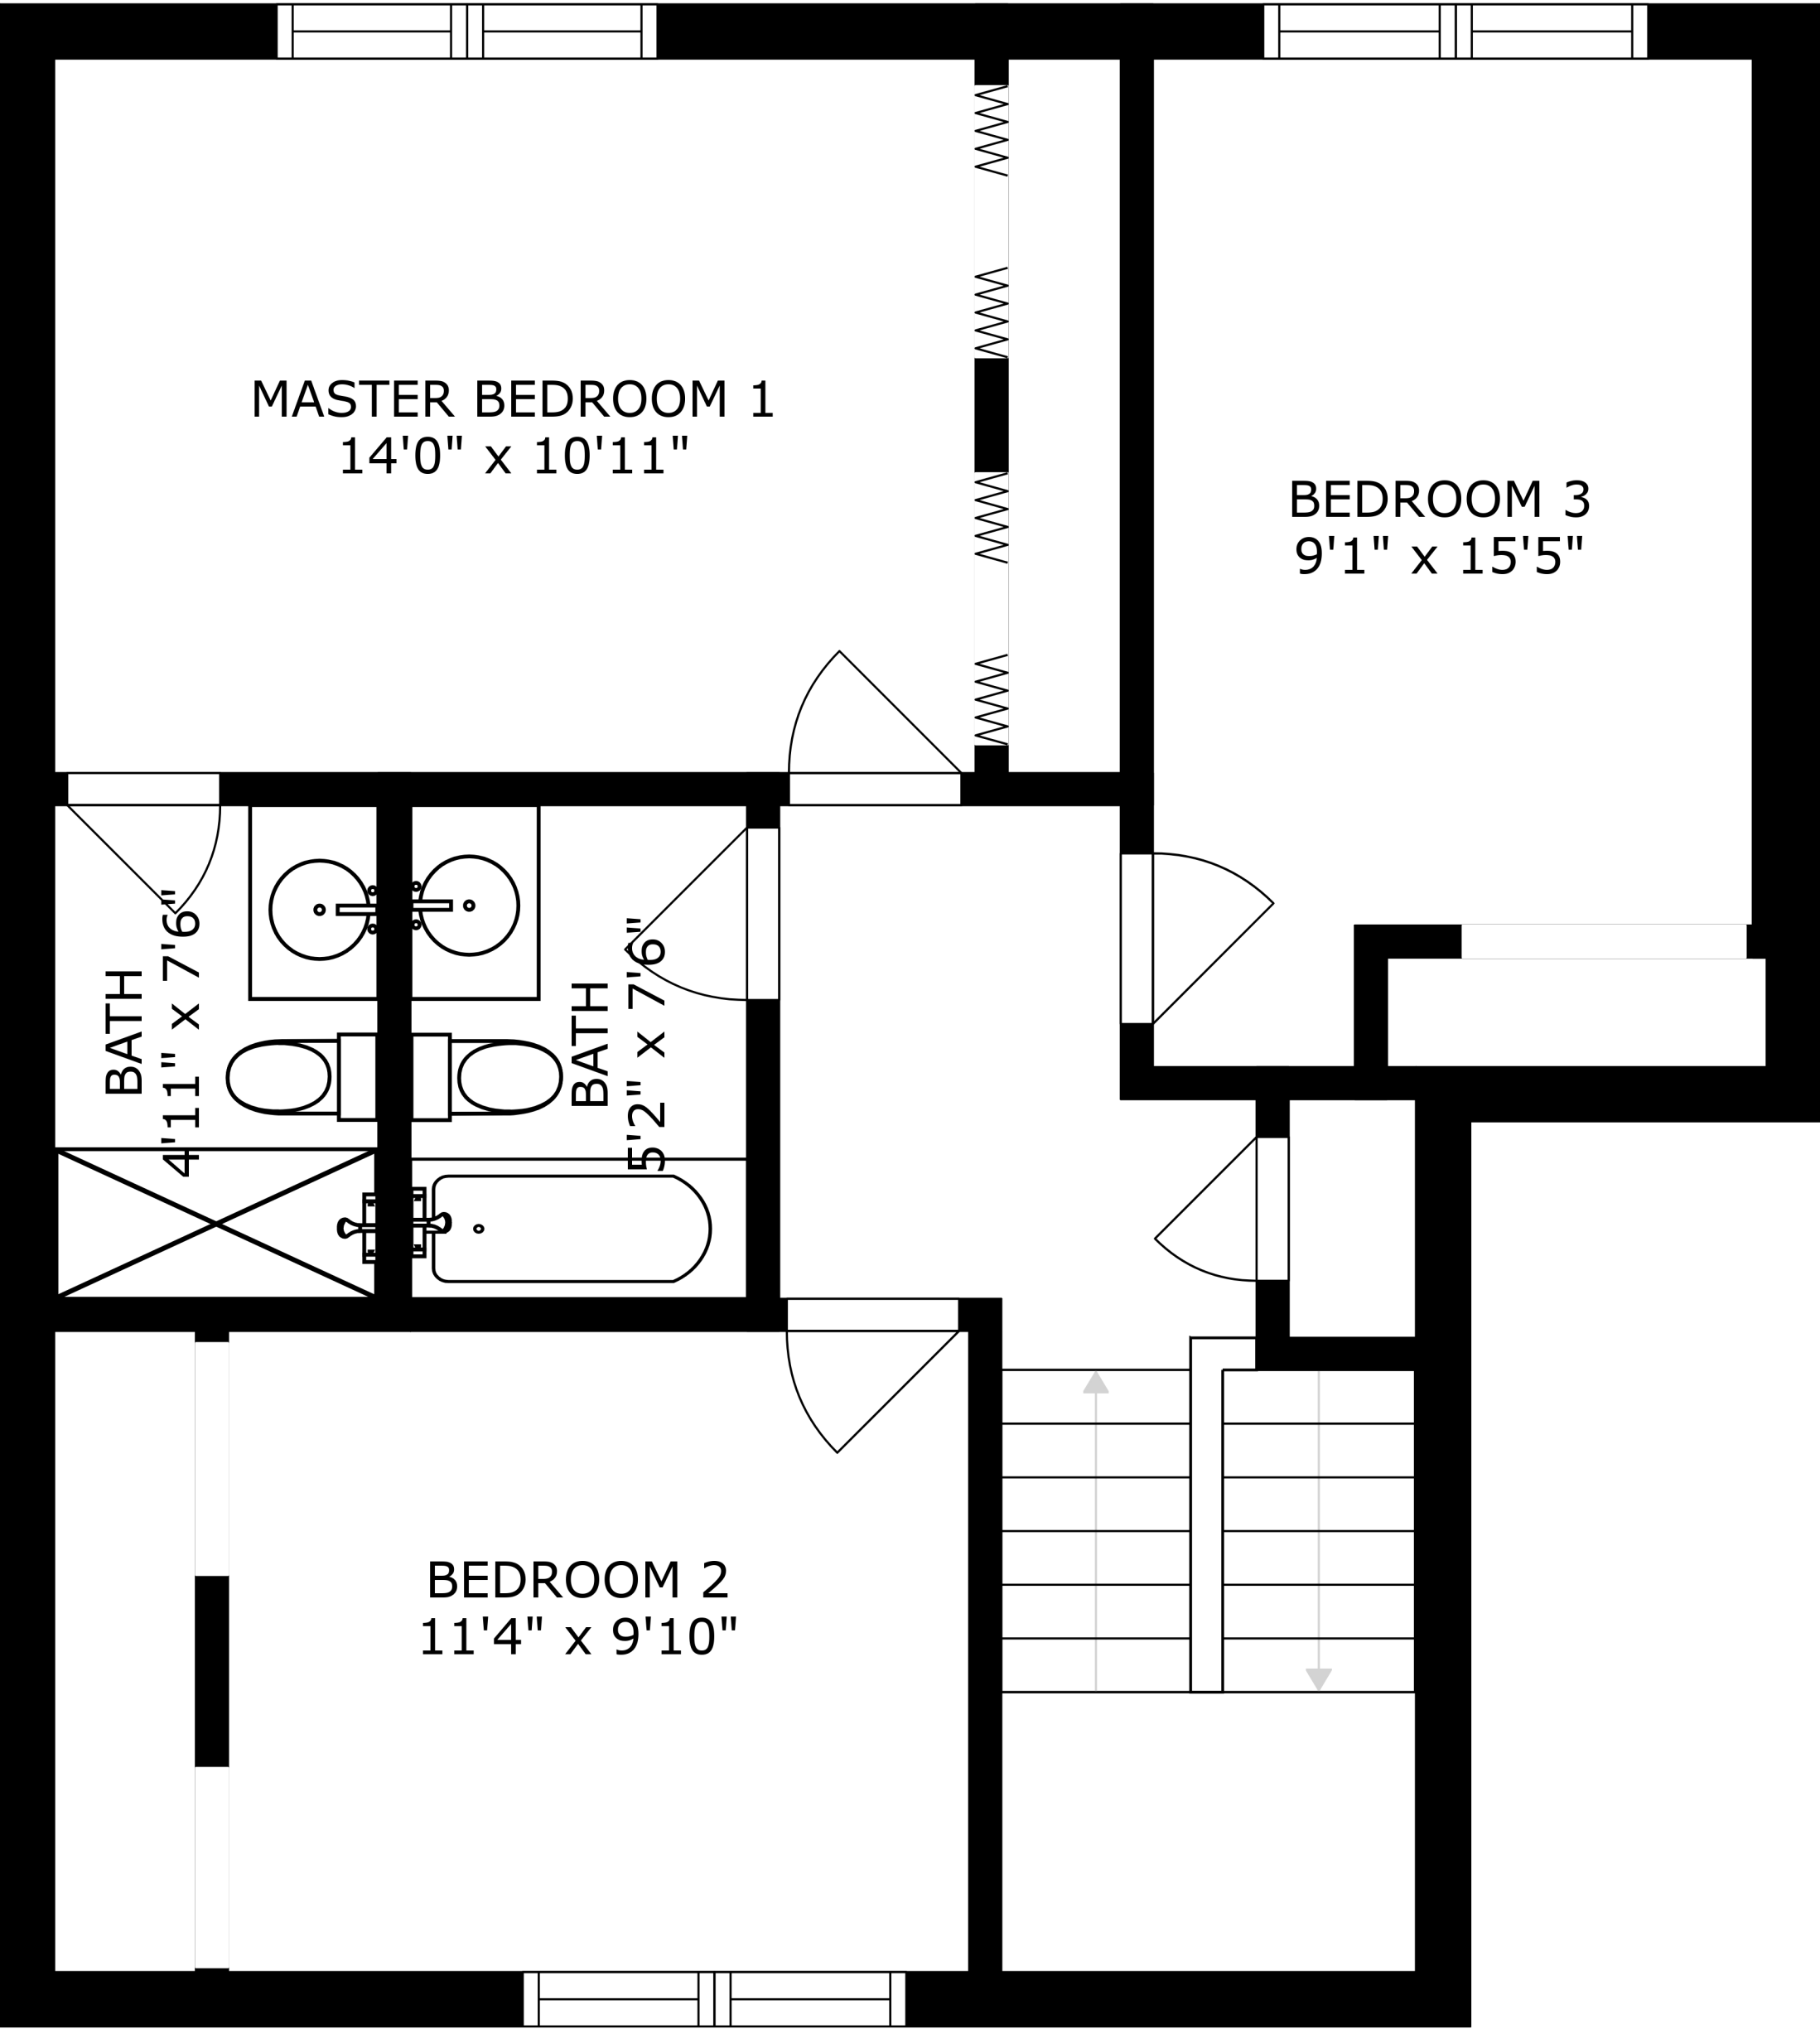 MASTER BEDROOM 1
14'0" x 10'11"
BEDROOM 3
9'1" x 15'5"
BATH
4'11" x 7'6"
BATH
5'2" x 7'6"
BEDROOM 2
11'4" x 9'10"